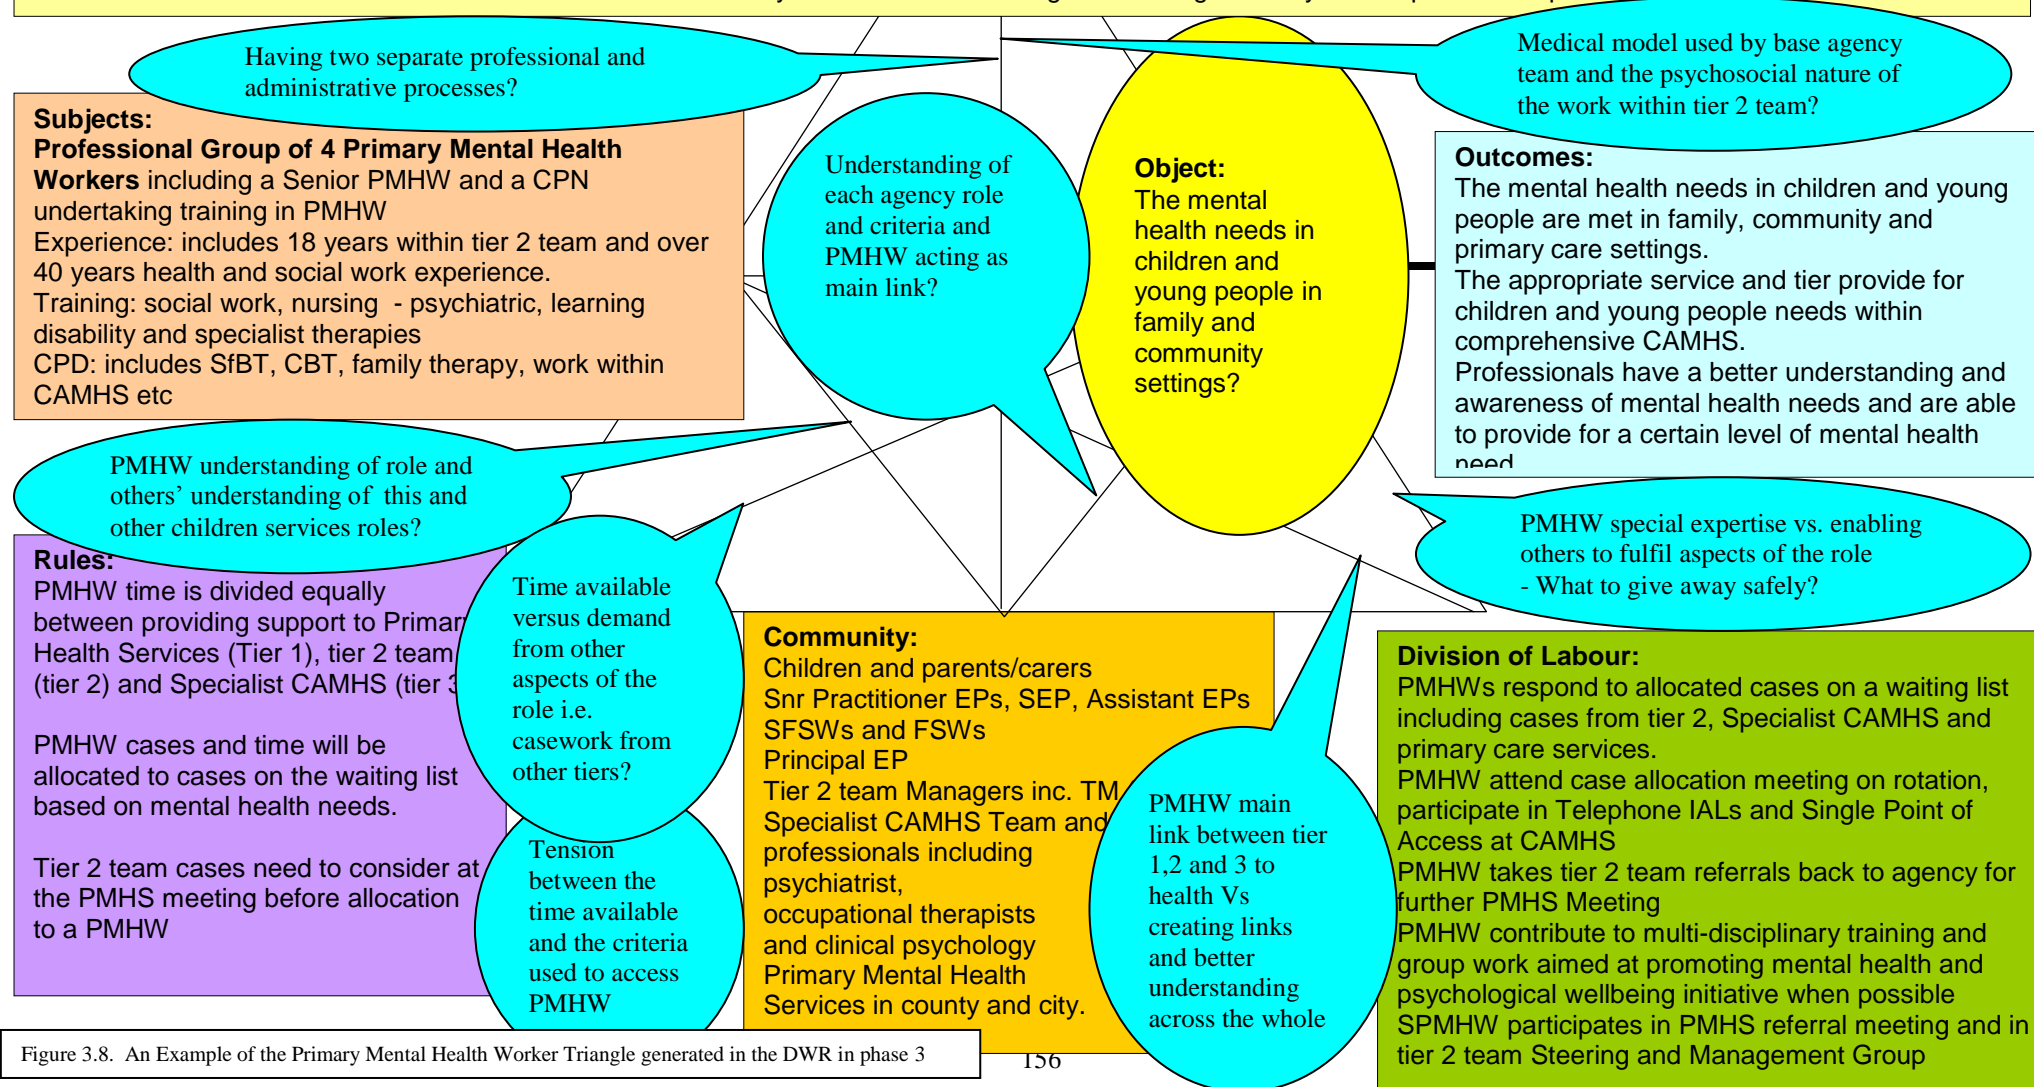 Having two separate professional and
administrative processes?
Medical model used by base agency
team and the psychosocial nature of
the work within tier 2 team?
Subjects:
Professional Group of 4 Primary Mental Health
Workers including a Senior PMHW and a CPN
undertaking training in PMHW
Experience: includes 18 years within tier 2 team and over
40 years health and social work experience.
Training: social work, nursing - psychiatric, learning
disability and specialist therapies
CPD: includes SfBT, CBT, family therapy, work within
CAMHS etc
Understanding of
each agency role
and criteria and
PMHW acting as
main link?
Object:
The mental
health needs in
children and
young people in
family and
community
settings?
Outcomes:
The mental health needs in children and young
people are met in family, community and
primary care settings.
The appropriate service and tier provide for
children and young people needs within
comprehensive CAMHS.
Professionals have a better understanding and
awareness of mental health needs and are able
to provide for a certain level of mental health
need
PMHW understanding of role and
others' understanding of this and
other children services roles?
PMHW special expertise vs. enabling
others to fulfil aspects of the role
- What to give away safely?
Rules:
PMHW time is divided equally
between providing support to Primary
Health Services (Tier 1), tier 2 team
(tier 2) and Specialist CAMHS (tier 3
PMHW cases and time will be
allocated to cases on the waiting list
based on mental health needs.
Tier 2 team cases need to consider at
the PMHS meeting before allocation
to a PMHW
Time available
versus demand
from other
aspects of the
role i.e.
casework from
other tiers?
Tension
between the
time available
and the criteria
used to access
PMHW
Community:
Children and parents/carers
Snr Practitioner EPs, SEP, Assistant EPs
SFSWs and FSWs
Principal EP
Tier 2 team Managers inc. TM
Specialist CAMHS Team and
professionals including
psychiatrist,
occupational therapists
and clinical psychology
Primary Mental Health
Services in county and city.
PMHW main
link between tier
1,2 and 3 to
health Vs
creating links
and better
understanding
across the whole
Division of Labour:
PMHWs respond to allocated cases on a waiting list
including cases from tier 2, Specialist CAMHS and
primary care services.
PMHW attend case allocation meeting on rotation,
participate in Telephone IALs and Single Point of
Access at CAMHS
PMHW takes tier 2 team referrals back to agency for
further PMHS Meeting
PMHW contribute to multi-disciplinary training and
group work aimed at promoting mental health and
psychological wellbeing initiative when possible
SPMHW participates in PMHS referral meeting and in
tier 2 team Steering and Management Group
Figure 3.8. An Example of the Primary Mental Health Worker Triangle generated in the DWR in phase 3
156